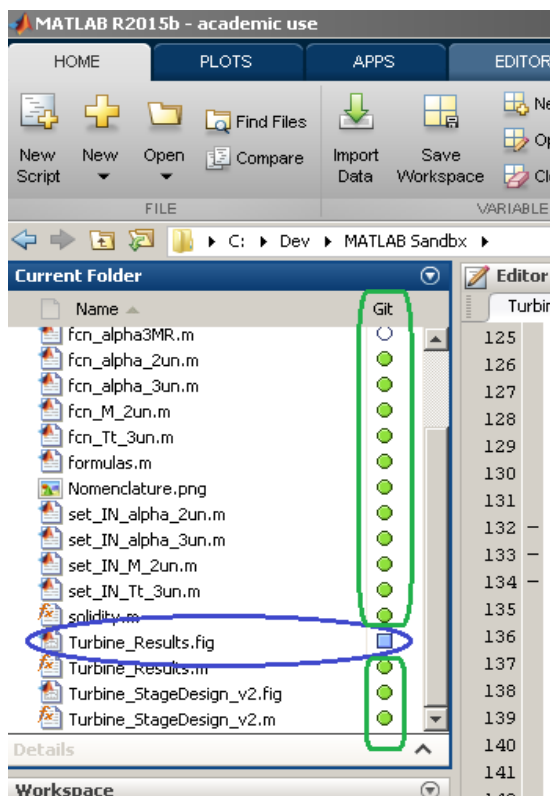 MATLAB R2015b - academic use
HOME PLOTS APPS EDITOR
New Script
New
Open
Find Files
Compare
Import Data
Save Workspace
FILE
VARIABLE
C: Dev MATLAB Sandbx
Current Folder
Editor
Name Git
fcn_alpha3MR.m
fcn_alpha_2un.m
fcn_alpha_3un.m
fcn_M_2un.m
fcn_Tt_3un.m
formulas.m
Nomenclature.png
set_IN_alpha_2un.m
set_IN_alpha_3un.m
set_IN_M_2un.m
set_IN_Tt_3un.m
solidity.m
Turbine_Results.fig
Turbine_Results.m
Turbine_StageDesign_v2.fig
Turbine_StageDesign_v2.m
Details
Workspace
125
126
127
128
129
130
131
132 –
133 –
134 –
135
136
137
138
139
140
141